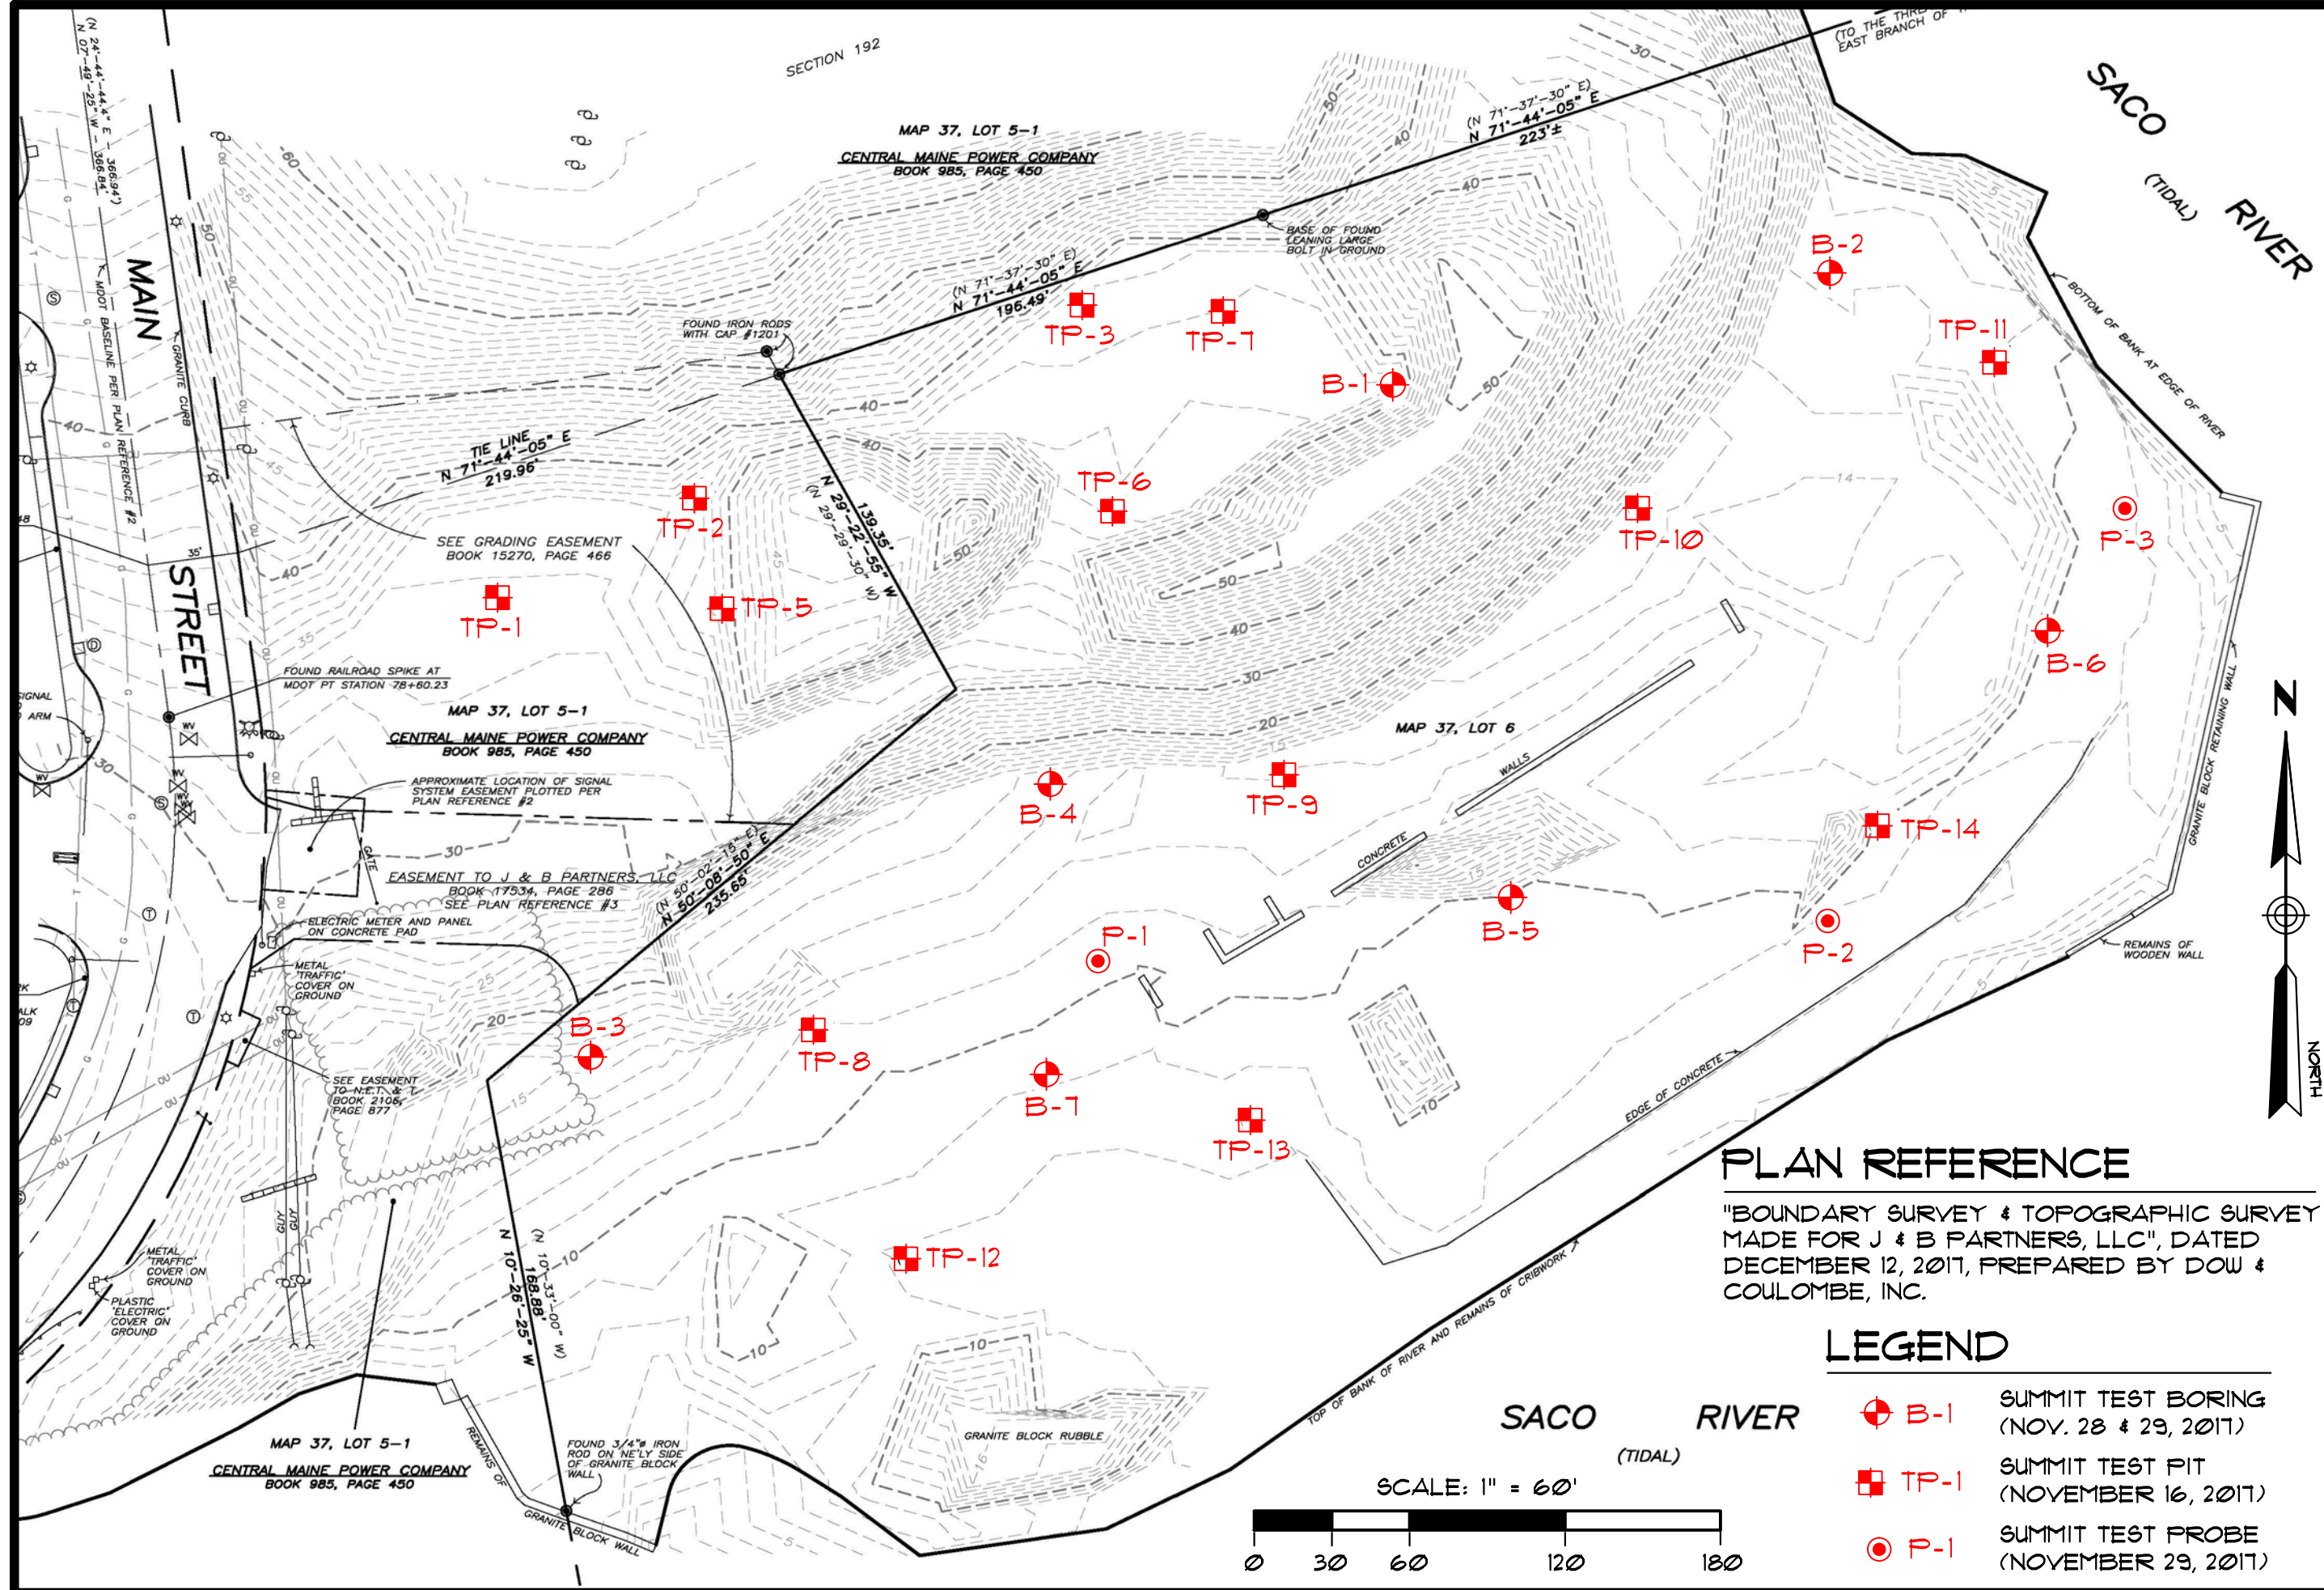 (N 24°-44'-44.4" E - 366.94')
N 07°-49'-25" W - 366.84'
SECTION 192
(TO THE
EAST BRANCH OF
SACO
RIVER
(TIDAL)
MAP 37, LOT 5-1
CENTRAL MAINE POWER COMPANY
BOOK 985, PAGE 450
(N 71°-37'-30" E)
N 71°-44'-05" E
223'±
BASE OF FOUND
LEANING LARGE
BOLT IN GROUND
(N 71°-37'-30" E)
N 71°-44'-05" E
196.49'
FOUND IRON RODS
WITH CAP #1201
MAIN
STREET
GRANITE CURB
MDOT BASELINE PER PLAN REFERENCE #2
B-2
TP-11
BOTTOM OF BANK AT EDGE OF RIVER
TP-3
TP-7
B-1
TIE LINE
N 71°-44'-05" E
219.96'
TP-2
TP-6
139.35'
N 29°-22'-55" W
(N 29°-29'-30" W)
TP-10
P-3
SEE GRADING EASEMENT
BOOK 15270, PAGE 466
TP-1
TP-5
B-6
35'
FOUND RAILROAD SPIKE AT
MDOT PT STATION 78+60.23
SIGNAL
ARM
MAP 37, LOT 5-1
CENTRAL MAINE POWER COMPANY
BOOK 985, PAGE 450
MAP 37, LOT 6
WALLS
CONCRETE
APPROXIMATE LOCATION OF SIGNAL
SYSTEM EASEMENT PLOTTED PER
PLAN REFERENCE #2
GATE
B-4
TP-9
TP-14
GRANITE BLOCK RETAINING WALL
N
NORTH
EASEMENT TO J & B PARTNERS, LLC
BOOK 17534, PAGE 286
SEE PLAN REFERENCE #3
(N 50°-02'-15" E)
N 50°-08'-50" E
235.65'
ELECTRIC METER AND PANEL
ON CONCRETE PAD
METAL
'TRAFFIC'
COVER ON
GROUND
P-1
B-5
P-2
REMAINS OF
WOODEN WALL
B-3
TP-8
B-7
TP-13
EDGE OF CONCRETE
SEE EASEMENT
TO N.E.T. & T.
BOOK 2105,
PAGE 877
GUY
GUY
METAL
'TRAFFIC'
COVER ON
GROUND
PLASTIC
'ELECTRIC'
COVER ON
GROUND
(N 10°-33'-00" W)
168.88'
N 10°-26'-25" W
TP-12
TOP OF BANK OF RIVER AND REMAINS OF CRIBWORK
PLAN REFERENCE
"BOUNDARY SURVEY & TOPOGRAPHIC SURVEY
MADE FOR J & B PARTNERS, LLC", DATED
DECEMBER 12, 2017, PREPARED BY DOW &
COULOMBE, INC.
MAP 37, LOT 5-1
CENTRAL MAINE POWER COMPANY
BOOK 985, PAGE 450
REMAINS OF
GRANITE BLOCK WALL
FOUND 3/4"ø IRON
ROD ON NE'LY SIDE
OF GRANITE BLOCK
WALL
GRANITE BLOCK RUBBLE
SACO RIVER
(TIDAL)
SCALE: 1" = 60'
0 30 60 120 180
LEGEND
B-1 SUMMIT TEST BORING
(NOV. 28 & 29, 2017)
TP-1 SUMMIT TEST PIT
(NOVEMBER 16, 2017)
P-1 SUMMIT TEST PROBE
(NOVEMBER 29, 2017)